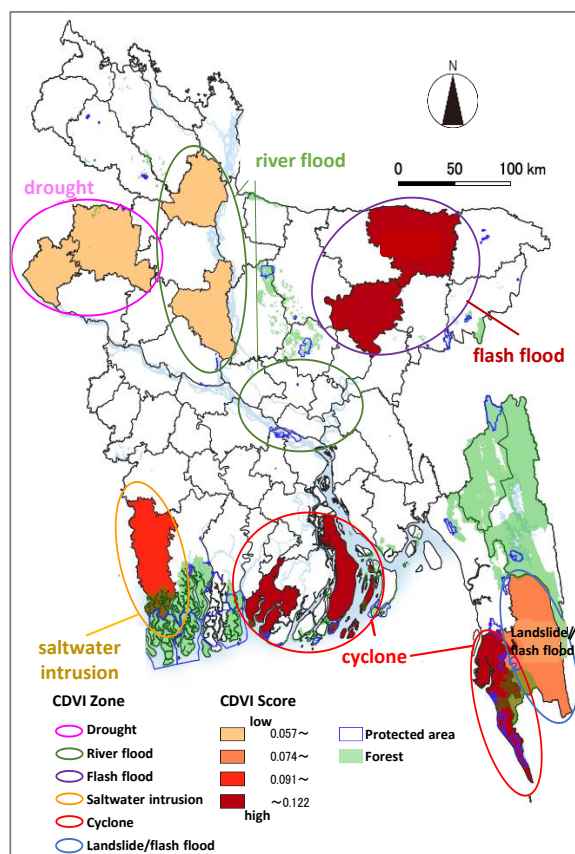 N
0 50 100 km
river flood
drought
flash flood
saltwater
intrusion
cyclone
Landslide/
flash flood
CDVI Zone
Drought
River flood
Flash flood
Saltwater intrusion
Cyclone
Landslide/flash flood
CDVI Score
low
0.057～
0.074～
0.091～
～0.122
high
Protected area
Forest